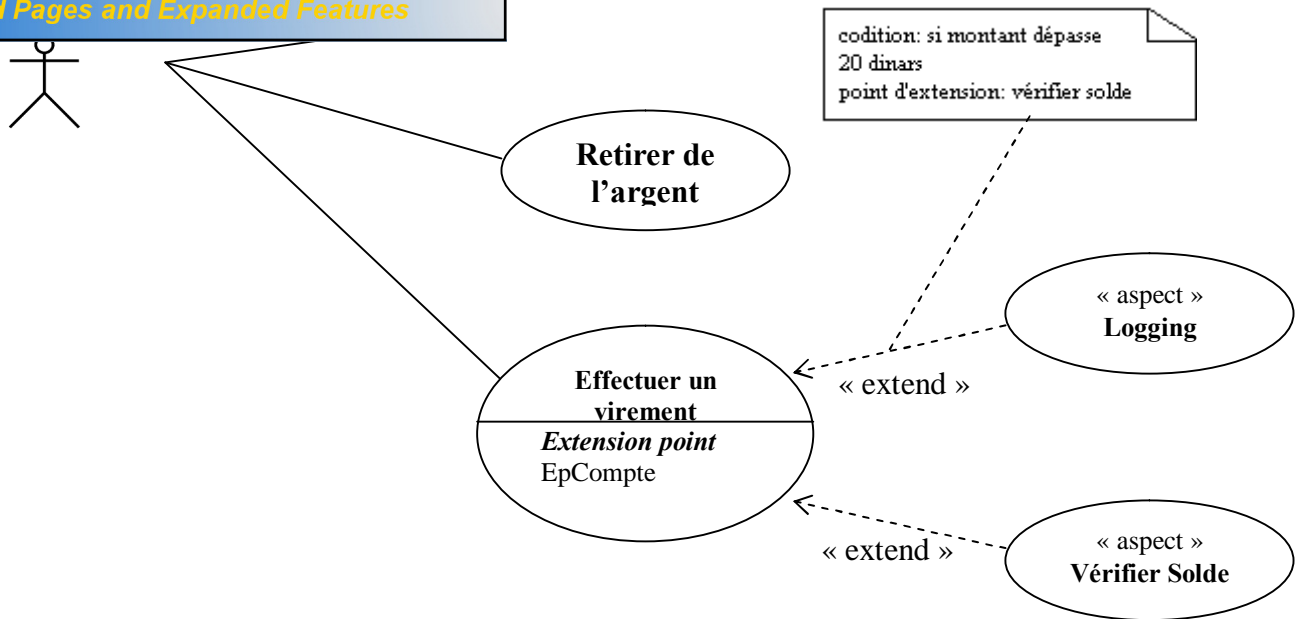 Pages and Expanded Features
codition: si montant dépasse
20 dinars
point d'extension: vérifier solde
Retirer de
l’argent
« aspect »
Logging
« extend »
Effectuer un
virement
Extension point
EpCompte
« extend »
« aspect »
Vérifier Solde